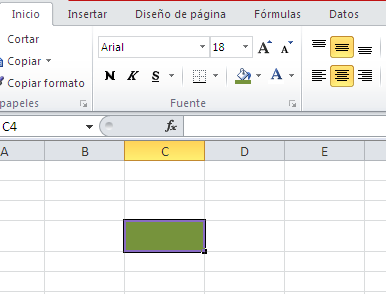 Inicio Insertar Diseño de página Fórmulas Datos
Cortar
Copiar
Copiar formato
Arial 18 A A
N K S A
papeles Fuente
C4 fx
A B C D E